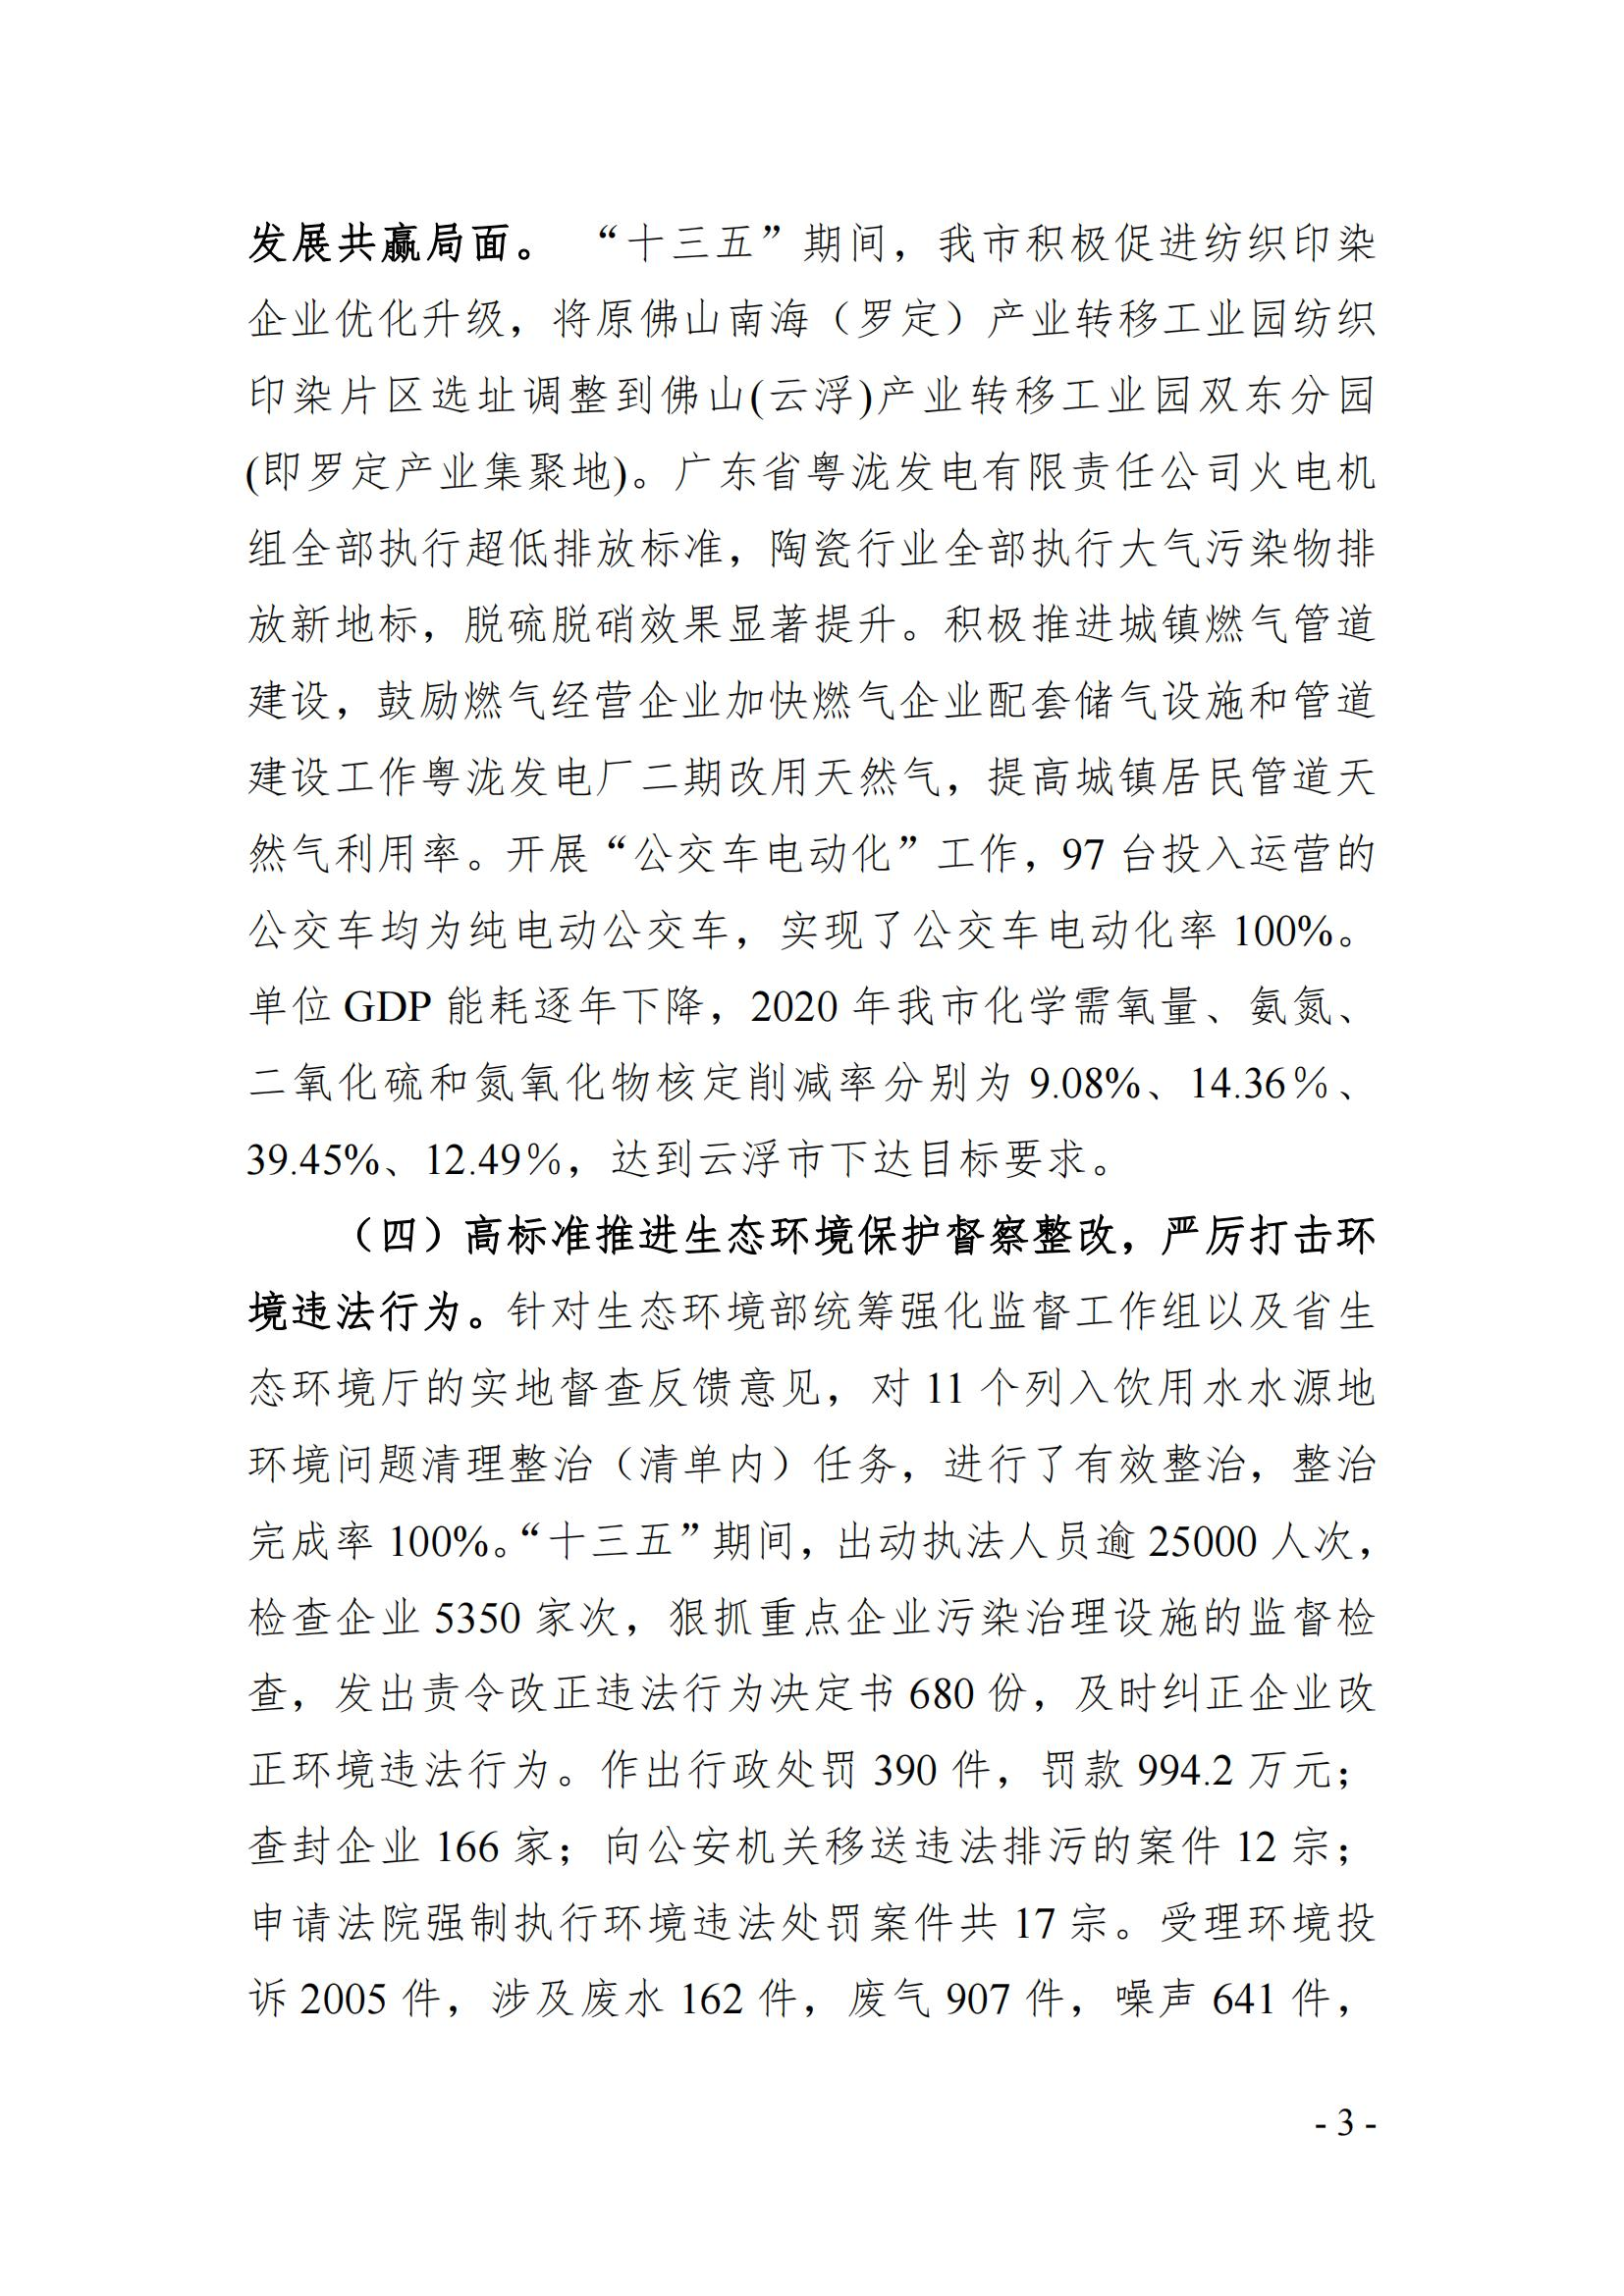 发展共赢局面。 “十三五”期间，我市积极促进纺织印染
企业优化升级，将原佛山南海（罗定）产业转移工业园纺织
印染片区选址调整到佛山(云浮)产业转移工业园双东分园
(即罗定产业集聚地)。广东省粤泷发电有限责任公司火电机
组全部执行超低排放标准，陶瓷行业全部执行大气污染物排
放新地标，脱硫脱硝效果显著提升。积极推进城镇燃气管道
建设，鼓励燃气经营企业加快燃气企业配套储气设施和管道
建设工作粤泷发电厂二期改用天然气，提高城镇居民管道天
然气利用率。开展“公交车电动化”工作，97 台投入运营的
公交车均为纯电动公交车，实现了公交车电动化率 100%。
单位 GDP 能耗逐年下降，2020 年我市化学需氧量、氨氮、
二氧化硫和氮氧化物核定削减率分别为 9.08%、14.36％、
39.45%、12.49％，达到云浮市下达目标要求。
（四）高标准推进生态环境保护督察整改，严厉打击环
境违法行为。针对生态环境部统筹强化监督工作组以及省生
态环境厅的实地督查反馈意见，对 11 个列入饮用水水源地
环境问题清理整治（清单内）任务，进行了有效整治，整治
完成率 100%。“十三五”期间，出动执法人员逾 25000 人次，
检查企业 5350 家次，狠抓重点企业污染治理设施的监督检
查，发出责令改正违法行为决定书 680 份，及时纠正企业改
正环境违法行为。作出行政处罚 390 件，罚款 994.2 万元；
查封企业 166 家；向公安机关移送违法排污的案件 12 宗；
申请法院强制执行环境违法处罚案件共 17 宗。受理环境投
诉 2005 件，涉及废水 162 件，废气 907 件，噪声 641 件，
- 3 -